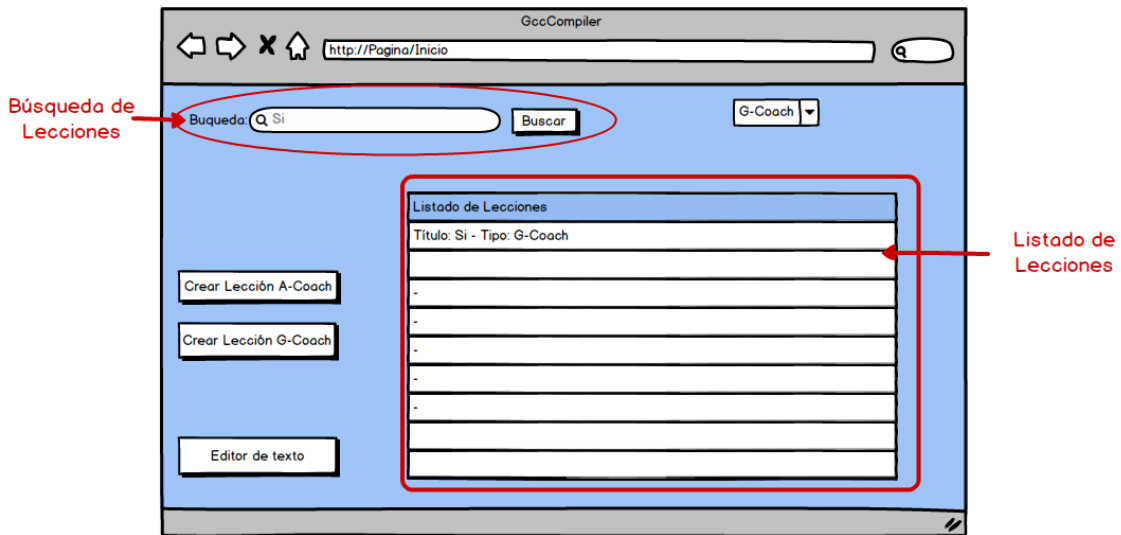 GccCompiler
http://Pagina/Inicio
Búsqueda de
Lecciones
Buqueda:
Si
Buscar
G-Coach
Listado de Lecciones
Título: Si - Tipo: G-Coach
-
-
-
-
-
Listado de
Lecciones
Crear Lección A-Coach
Crear Lección G-Coach
Editor de texto